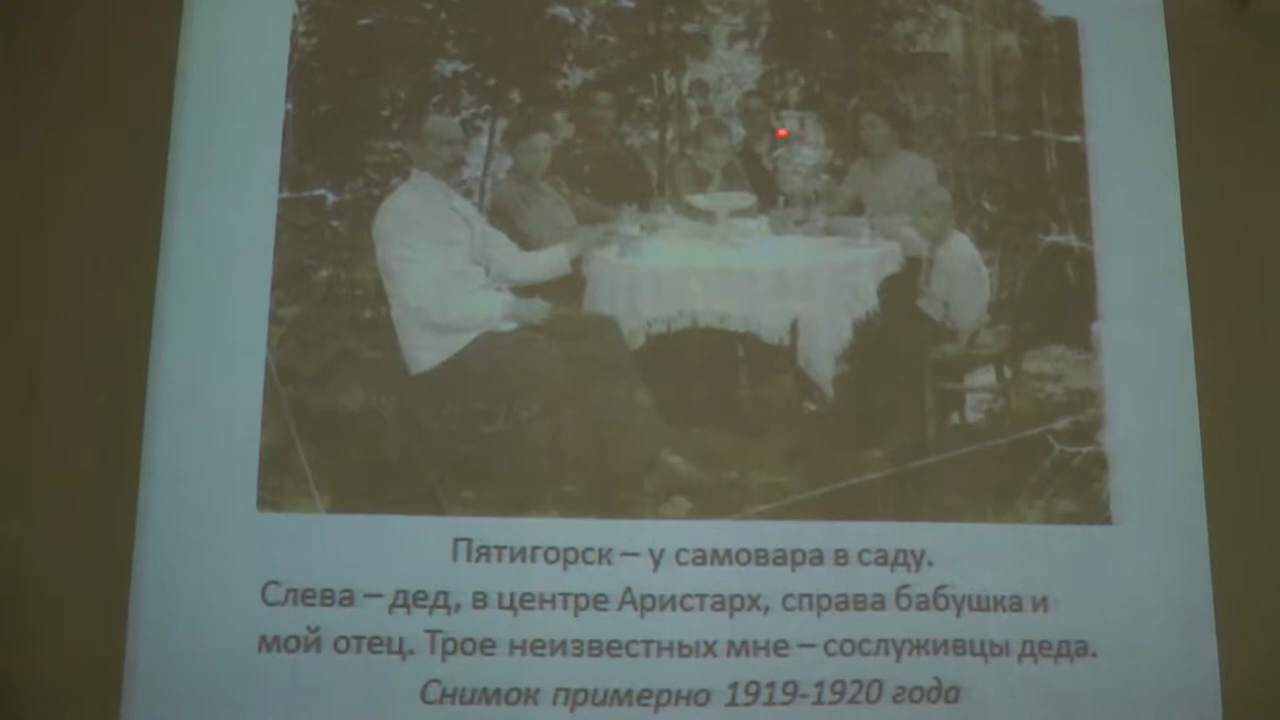 Пятигорск – у самовара в саду.
Слева – дед, в центре Аристарх, справа бабушка и
мой отец. Трое неизвестных мне – сослуживцы деда.
Снимок примерно 1919-1920 года